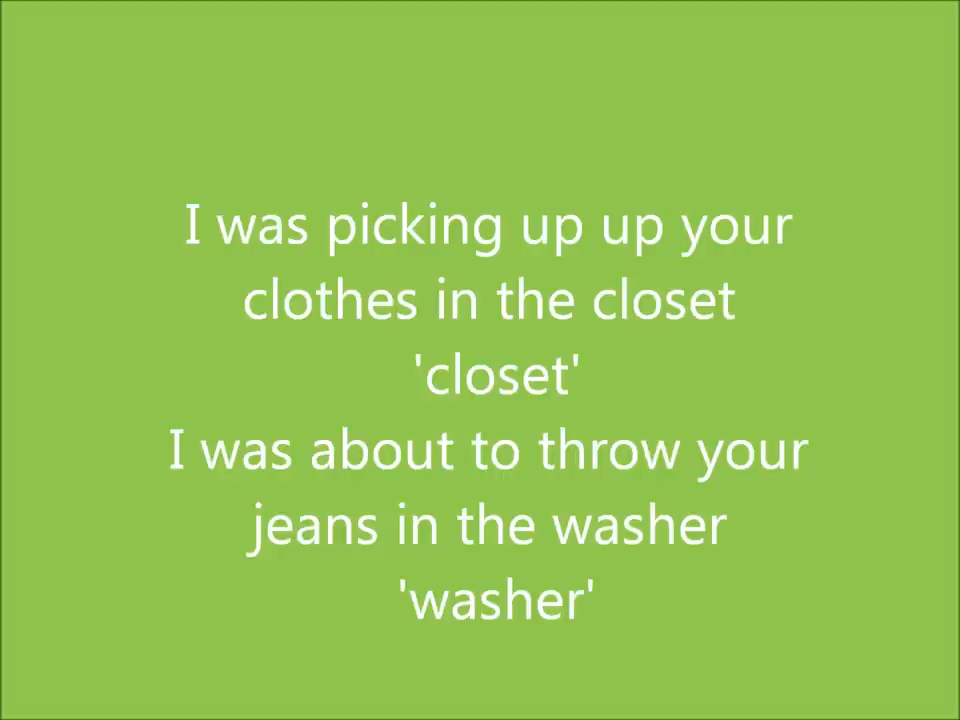 I was picking up up your
clothes in the closet
'closet'
I was about to throw your
jeans in the washer
'washer'